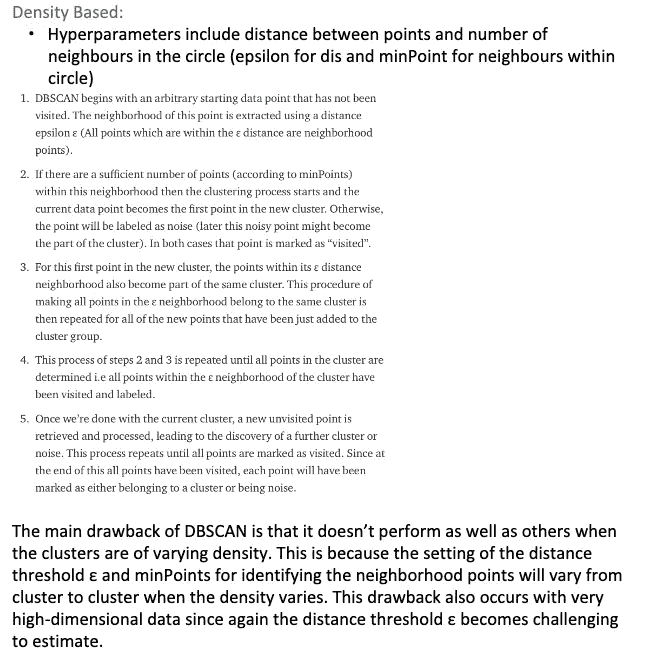 Density Based:
• Hyperparameters include distance between points and number of
neighbours in the circle (epsilon for dis and minPoint for neighbours within
circle)
1. DBSCAN begins with an arbitrary starting data point that has not been
visited. The neighborhood of this point is extracted using a distance
epsilon ε (All points which are within the ε distance are neighborhood
points).
2. If there are a sufficient number of points (according to minPoints)
within this neighborhood then the clustering process starts and the
current data point becomes the first point in the new cluster. Otherwise,
the point will be labeled as noise (later this noisy point might become
the part of the cluster). In both cases that point is marked as “visited”.
3. For this first point in the new cluster, the points within its ε distance
neighborhood also become part of the same cluster. This procedure of
making all points in the ε neighborhood belong to the same cluster is
then repeated for all of the new points that have been just added to the
cluster group.
4. This process of steps 2 and 3 is repeated until all points in the cluster are
determined i.e all points within the ε neighborhood of the cluster have
been visited and labeled.
5. Once we’re done with the current cluster, a new unvisited point is
retrieved and processed, leading to the discovery of a further cluster or
noise. This process repeats until all points are marked as visited. Since at
the end of this all points have been visited, each point will have been
marked as either belonging to a cluster or being noise.
The main drawback of DBSCAN is that it doesn’t perform as well as others when
the clusters are of varying density. This is because the setting of the distance
threshold ε and minPoints for identifying the neighborhood points will vary from
cluster to cluster when the density varies. This drawback also occurs with very
high-dimensional data since again the distance threshold ε becomes challenging
to estimate.